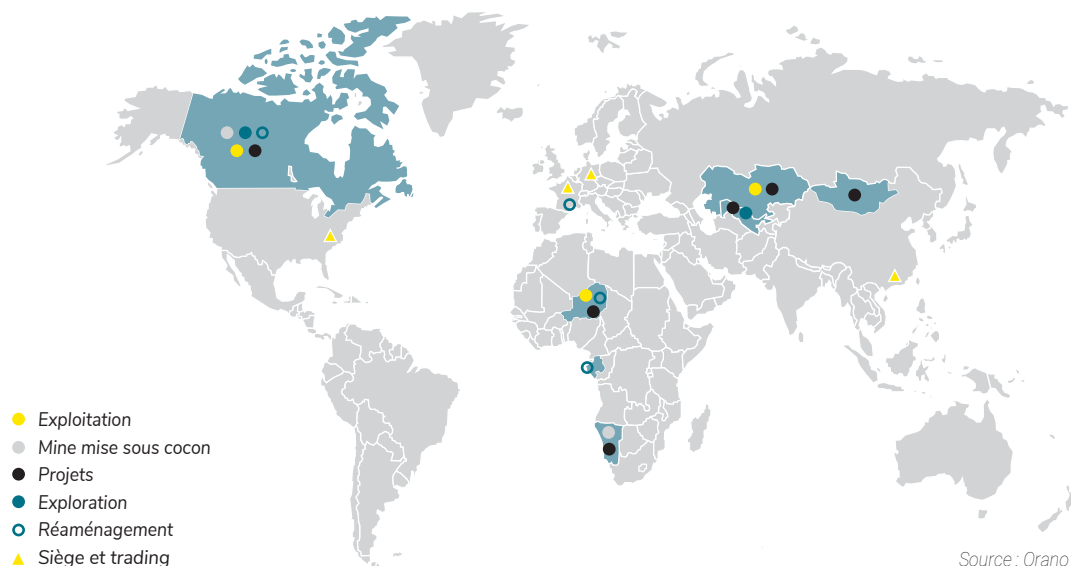 Exploitation
Mine mise sous cocon
Projets
Exploration
Réaménagement
Siège et trading
Source : Orano